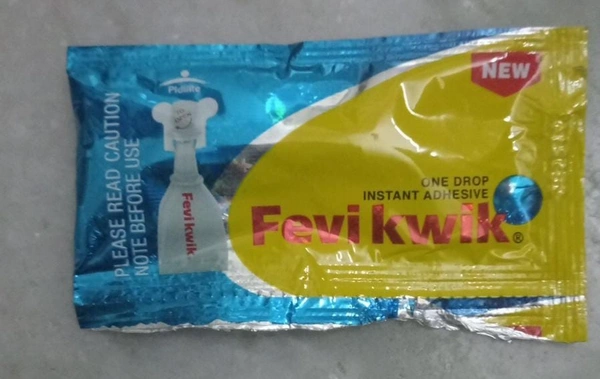 PLEASE READ CAUTION
NOTE BEFORE USE
Pidilite
Fevi kwik
NEW
ONE DROP
INSTANT ADHESIVE
Fevi kwik®